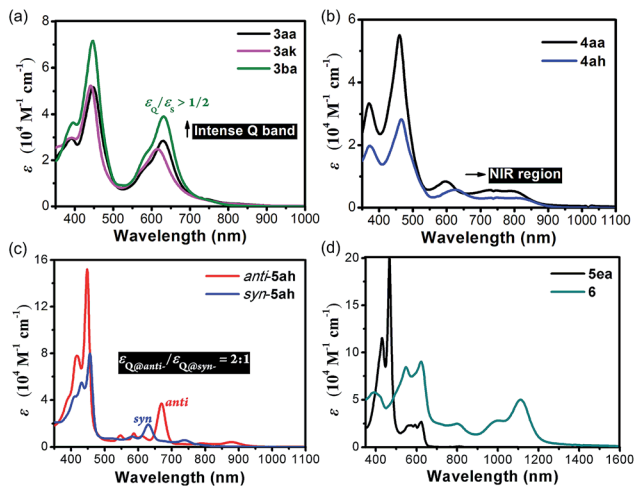 (a)
8
6
4
2
0
ε (10⁴ M⁻¹ cm⁻¹)
3aa
3ak
3ba
εQ/εS > 1/2
Intense Q band
400 500 600 700 800 900 1000
Wavelength (nm)
(b)
6
4
2
0
ε (10⁴ M⁻¹ cm⁻¹)
4aa
4ah
NIR region
400 500 600 700 800 900 1000 1100
Wavelength (nm)
(c)
16
12
8
4
0
ε (10⁴ M⁻¹ cm⁻¹)
anti-5ah
syn-5ah
εQ@anti-/εQ@syn- = 2:1
syn
anti
400 500 600 700 800 900 1000 1100
Wavelength (nm)
(d)
20
15
10
5
0
ε (10⁴ M⁻¹ cm⁻¹)
5ea
6
400 600 800 1000 1200 1400 1600
Wavelength (nm)